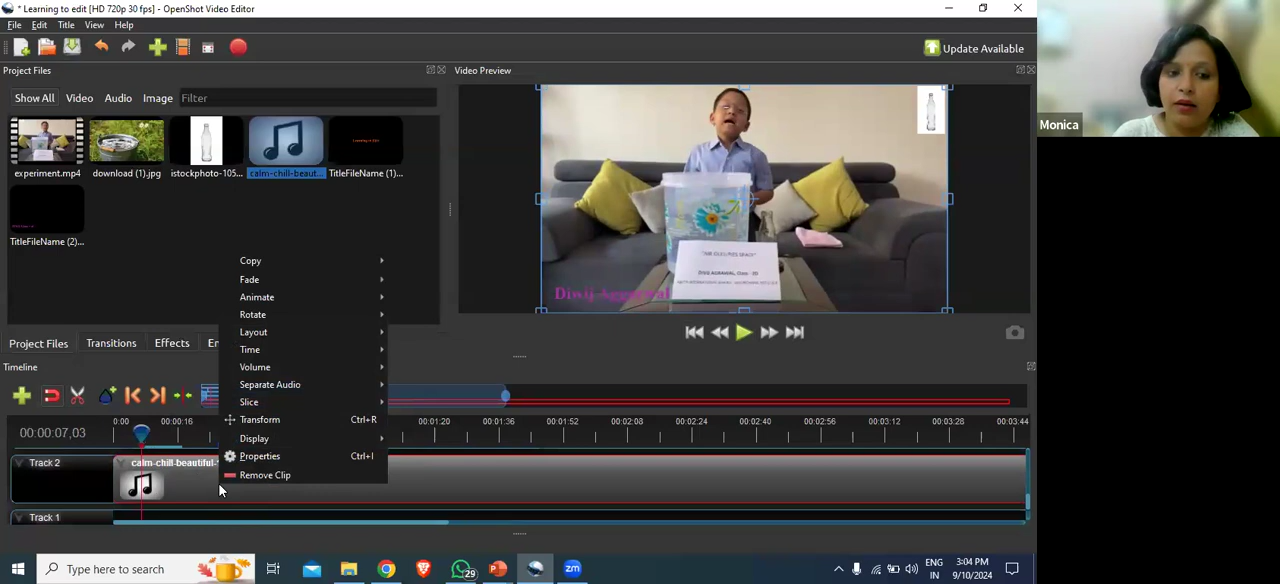 * Learning to edit [HD 720p 30 fps] - OpenShot Video Editor
File Edit Title View Help
Update Available
Project Files
Video Preview
Show All Video Audio Image Filter
experiment.mp4 download (1).jpg istockphoto-105... calm-chill-beaut... TitleFileName (1)...
TitleFileName (2)...
Diwij Aggarwal
Monica
Copy
Fade
Animate
Rotate
Layout
Time
Volume
Separate Audio
Slice
Transform Ctrl+R
Display
Properties Ctrl+I
Remove Clip
Project Files Transitions Effects
Timeline
00:00:07,03
0:00 00:00:16 00:01:20 00:01:36 00:01:52 00:02:08 00:02:24 00:02:40 00:02:56 00:03:12 00:03:28 00:03:44
Track 2
calm-chill-beautiful-
Track 1
Type here to search
29
zm
ENG
IN
3:04 PM
9/10/2024